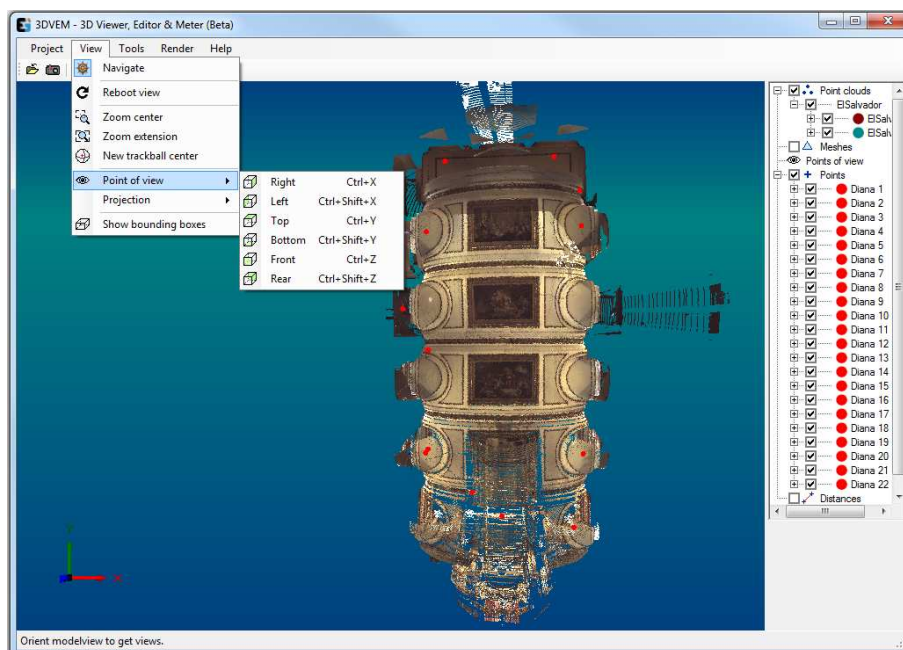 3DVEM - 3D Viewer, Editor & Meter (Beta)
Project View Tools Render Help
Navigate
Reboot view
Zoom center
Zoom extension
New trackball center
Point of view
Projection
Show bounding boxes
Right Ctrl+X
Left Ctrl+Shift+X
Top Ctrl+Y
Bottom Ctrl+Shift+Y
Front Ctrl+Z
Rear Ctrl+Shift+Z
Point clouds
ElSalvador
ElSalv
ElSalv
Meshes
Points of view
Points
Diana 1
Diana 2
Diana 3
Diana 4
Diana 5
Diana 6
Diana 7
Diana 8
Diana 9
Diana 10
Diana 11
Diana 12
Diana 13
Diana 14
Diana 15
Diana 16
Diana 17
Diana 18
Diana 19
Diana 20
Diana 21
Diana 22
Distances
Y
X
Orient modelview to get views.